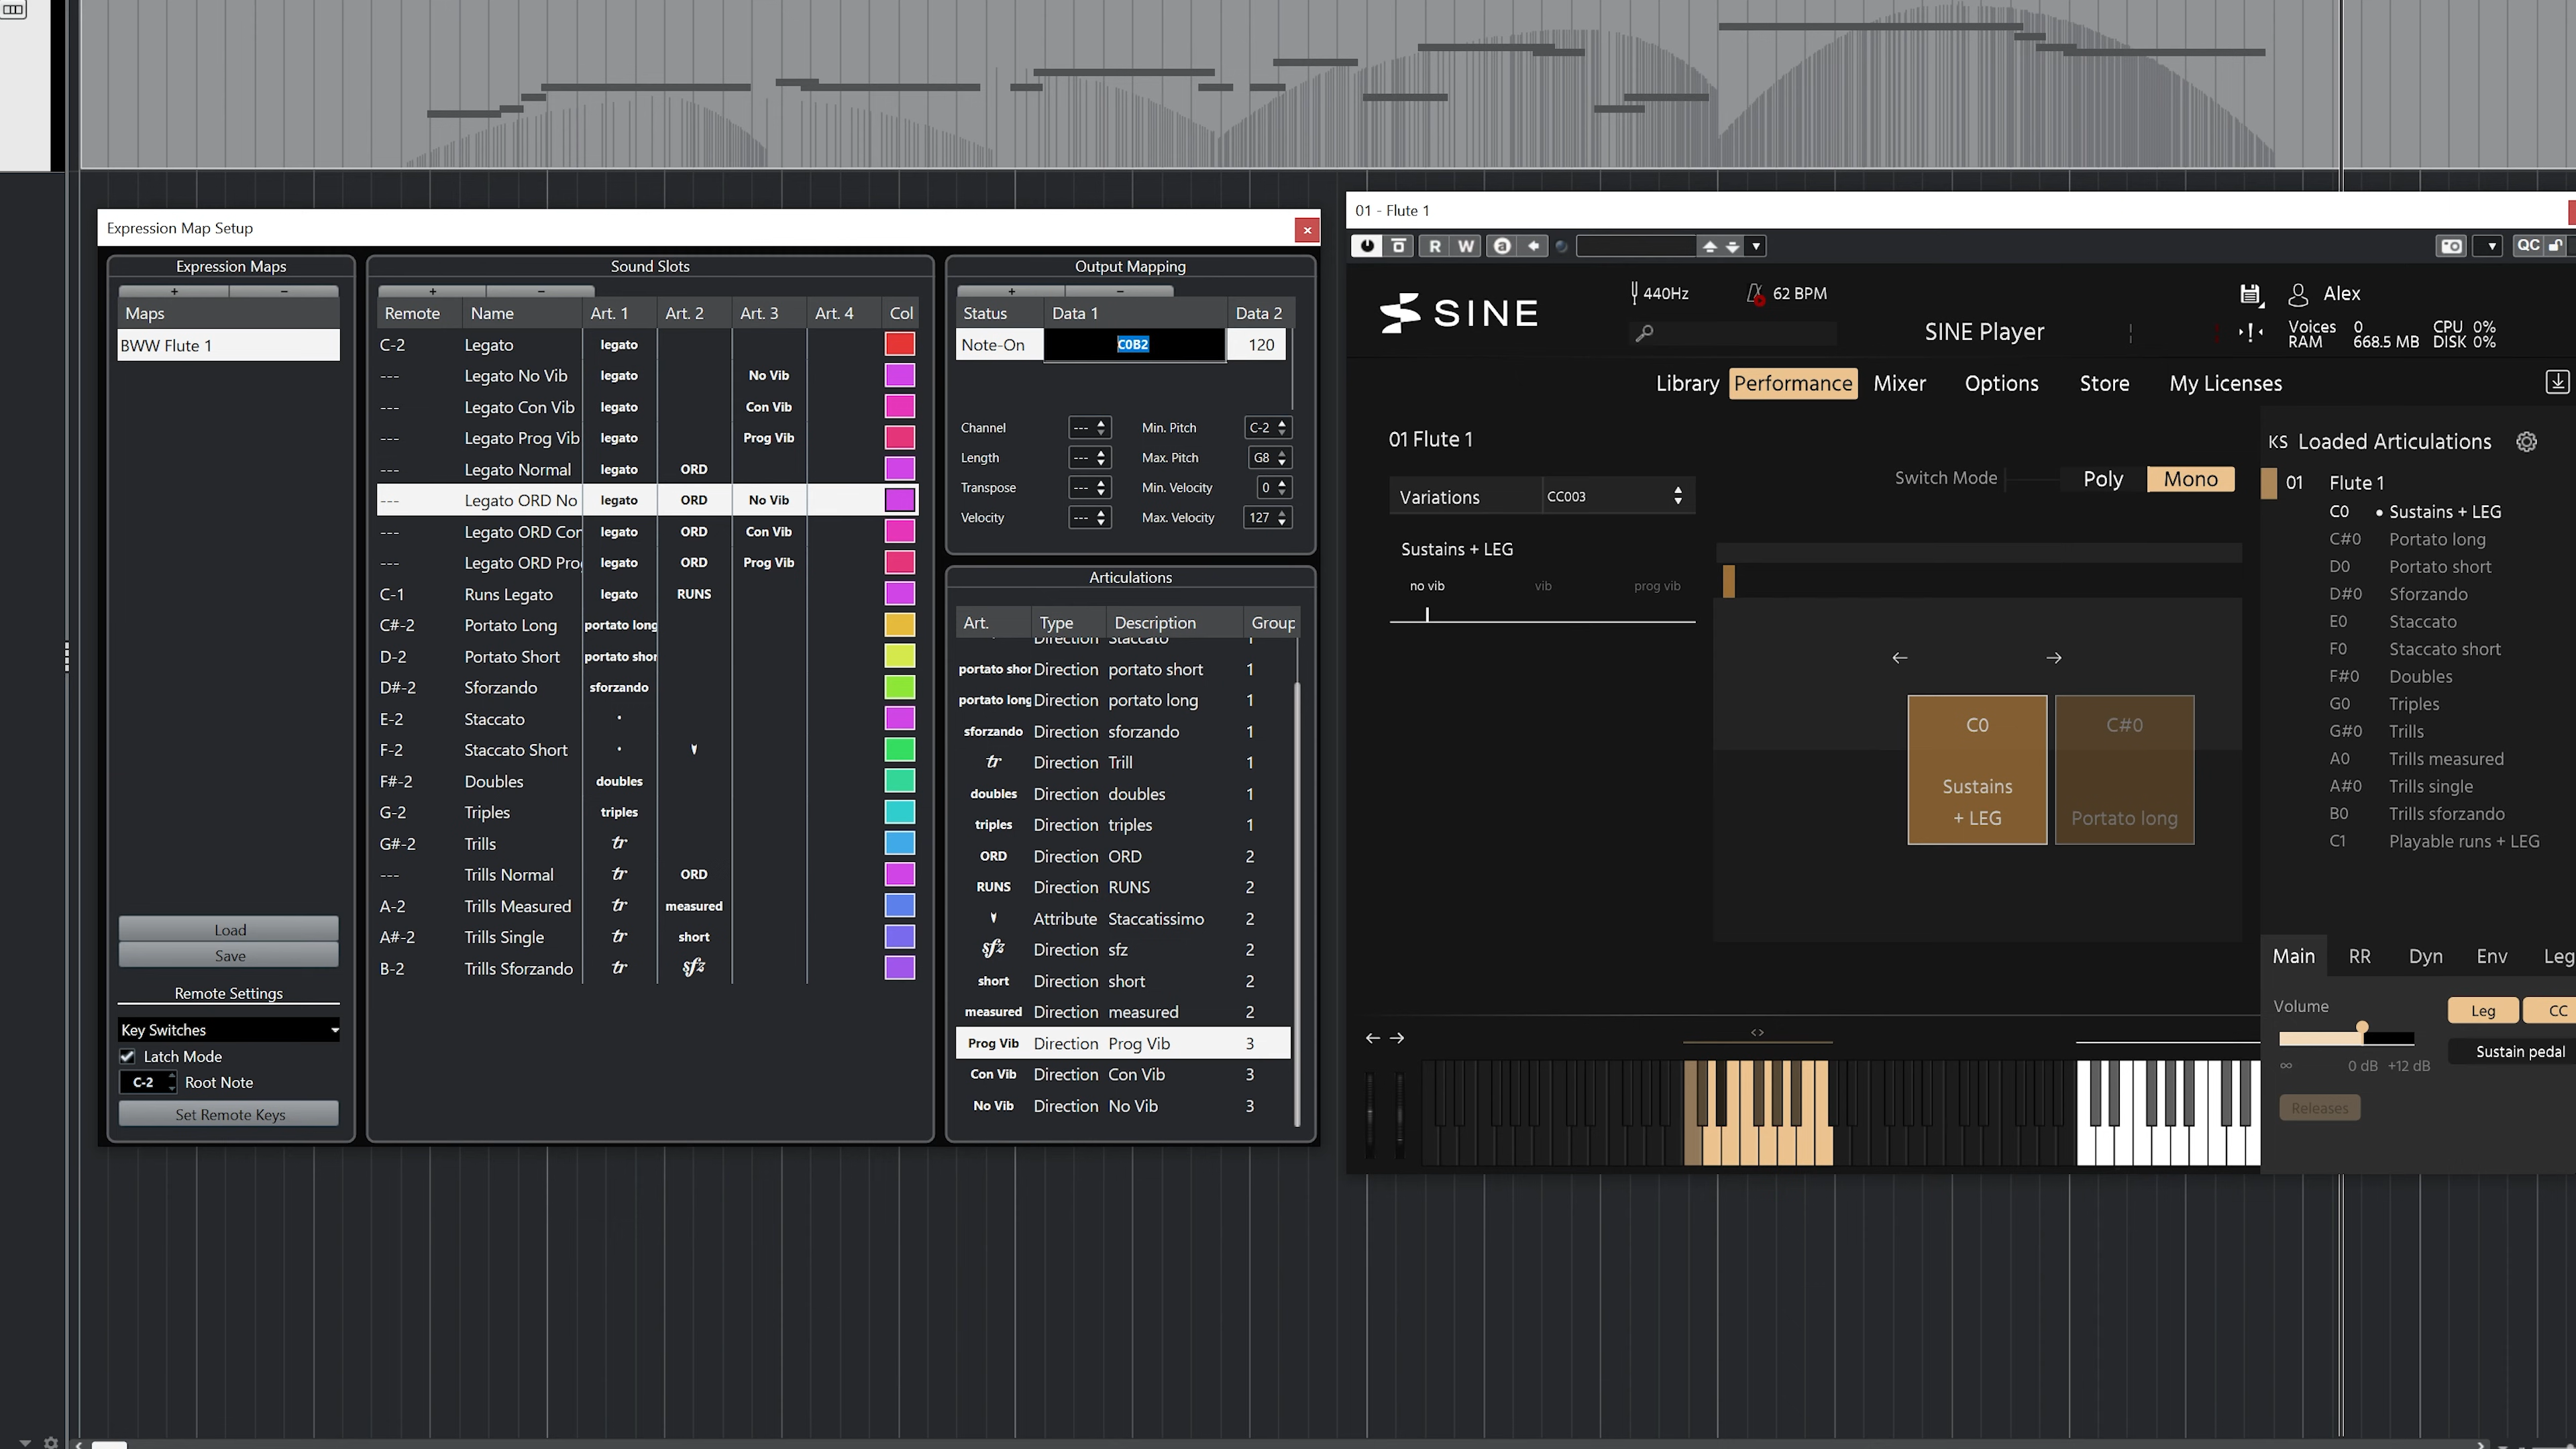 Expression Map Setup
Expression Maps
+ -
Maps
BWW Flute 1
Load
Save
Remote Settings
Key Switches
Latch Mode
C-2 Root Note
Set Remote Keys
Sound Slots
+ -
Remote Name Art. 1 Art. 2 Art. 3 Art. 4 Col
C-2 Legato legato
--- Legato No Vib legato No Vib
--- Legato Con Vib legato Con Vib
--- Legato Prog Vib legato Prog Vib
--- Legato Normal legato ORD
--- Legato ORD No legato ORD No Vib
--- Legato ORD Con legato ORD Con Vib
--- Legato ORD Pro legato ORD Prog Vib
C-1 Runs Legato legato RUNS
C#-2 Portato Long portato long
D-2 Portato Short portato shor
D#-2 Sforzando sforzando
E-2 Staccato
F-2 Staccato Short
F#-2 Doubles doubles
G-2 Triples triples
G#-2 Trills tr
--- Trills Normal tr ORD
A-2 Trills Measured tr measured
A#-2 Trills Single tr short
B-2 Trills Sforzando tr sfz
Output Mapping
+ -
Status Data 1 Data 2
Note-On C0B2 120
Channel --- Min. Pitch C-2
Length --- Max. Pitch G8
Transpose --- Min. Velocity 0
Velocity --- Max. Velocity 127
Articulations
Art. Type Description Group
Direction Staccato 1
portato shor Direction portato short 1
portato long Direction portato long 1
sforzando Direction sforzando 1
tr Direction Trill 1
doubles Direction doubles 1
triples Direction triples 1
ORD Direction ORD 2
RUNS Direction RUNS 2
Attribute Staccatissimo 2
sfz Direction sfz 2
short Direction short 2
measured Direction measured 2
Prog Vib Direction Prog Vib 3
Con Vib Direction Con Vib 3
No Vib Direction No Vib 3
01 - Flute 1
R W a QC
SINE
440Hz 62 BPM
Alex
SINE Player
Voices 0 CPU 0%
RAM 668.5 MB DISK 0%
Library Performance Mixer Options Store My Licenses
01 Flute 1
Switch Mode Poly Mono
Variations CC003
Sustains + LEG
no vib vib prog vib
C0
Sustains
+ LEG
C#0
Portato long
KS Loaded Articulations
01 Flute 1
C0 Sustains + LEG
C#0 Portato long
D0 Portato short
D#0 Sforzando
E0 Staccato
F0 Staccato short
F#0 Doubles
G0 Triples
G#0 Trills
A0 Trills measured
A#0 Trills single
B0 Trills sforzando
C1 Playable runs + LEG
Main RR Dyn Env Leg
Volume
Leg CC
Sustain pedal
∞ 0 dB +12 dB
Releases